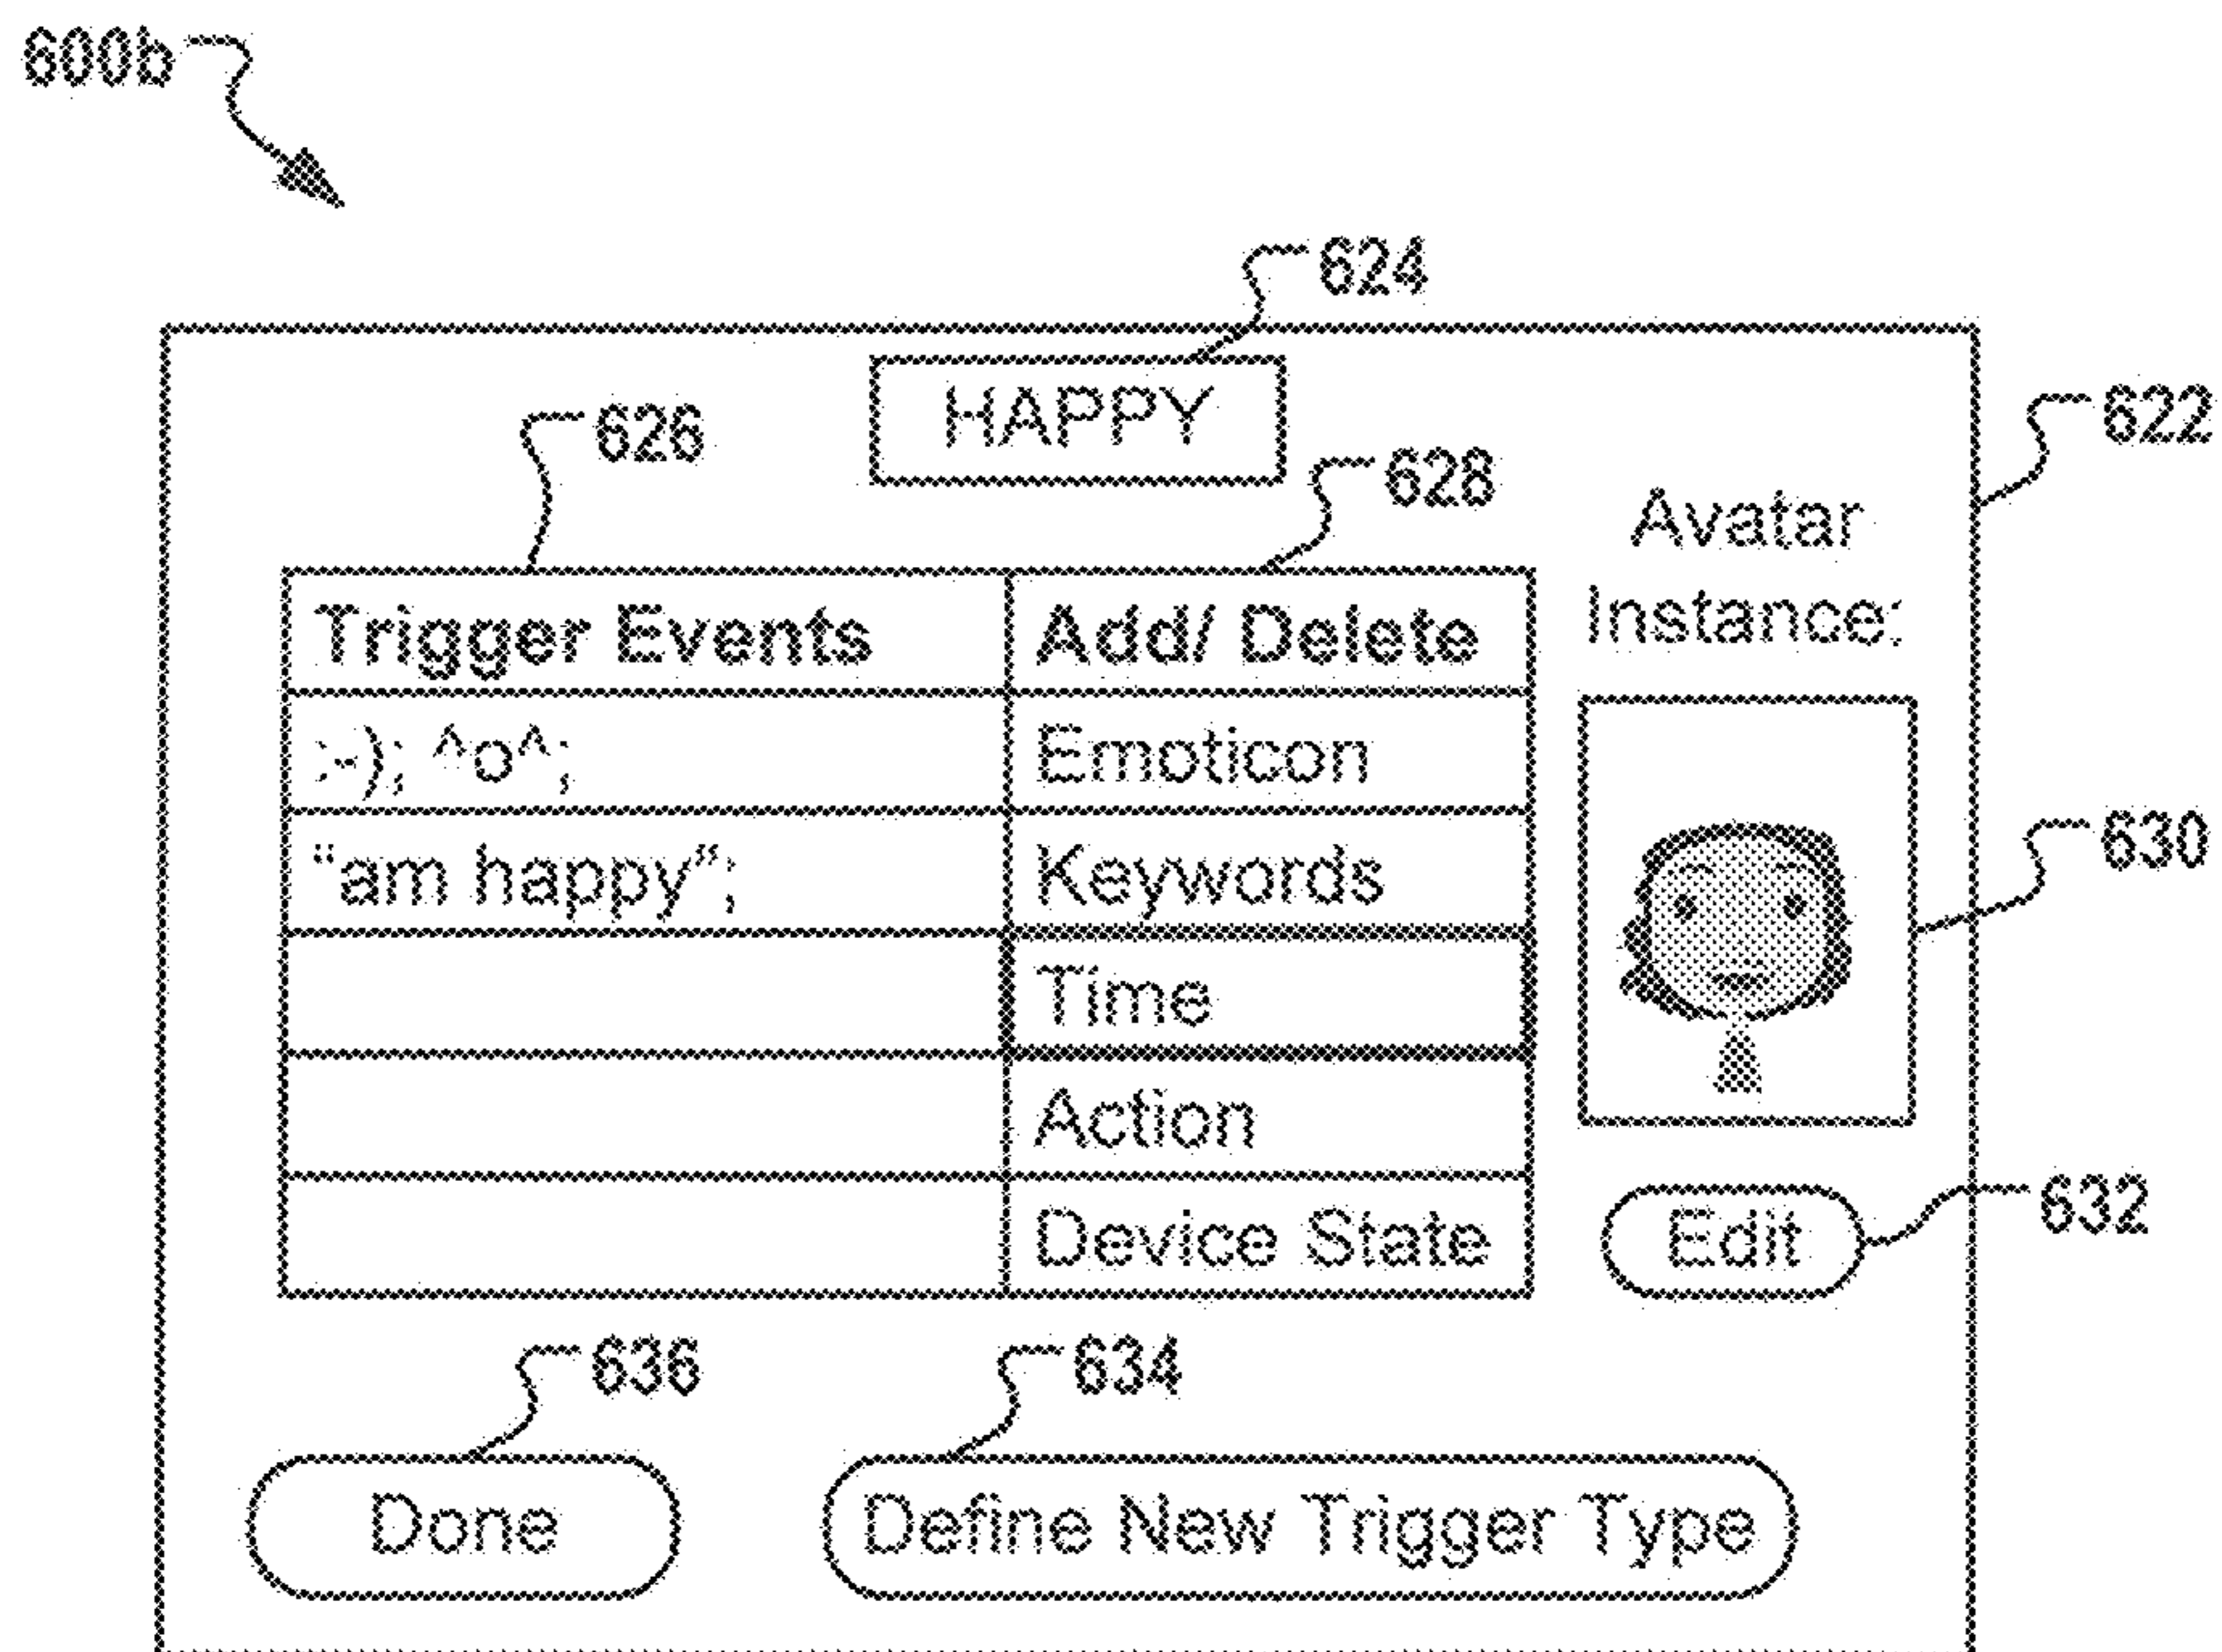 600b
624
HAPPY
622
626
628
Avatar
Instance:
Trigger Events Add/ Delete
:-); ^o^; Emoticon
“am happy”; Keywords
630
Time
Action
Device State
Edit
632
636
634
Done
Define New Trigger Type